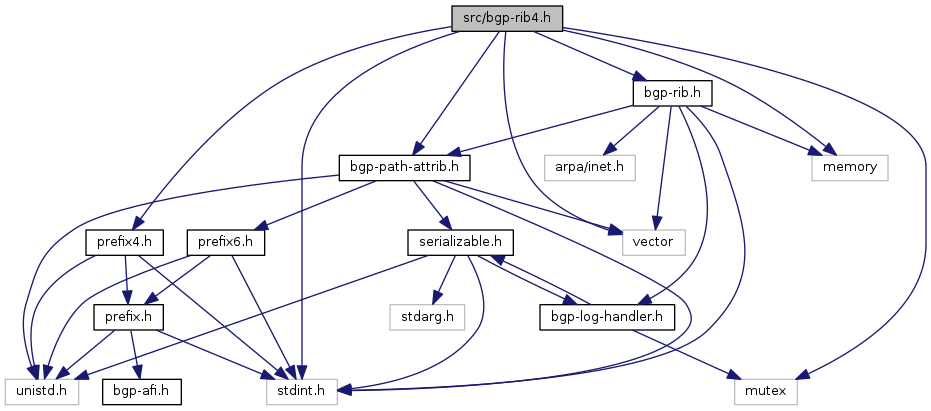 src/bgp-rib4.h
bgp-rib.h
bgp-path-attrib.h
arpa/inet.h
memory
prefix4.h
prefix6.h
serializable.h
vector
prefix.h
stdarg.h
bgp-log-handler.h
unistd.h
bgp-afi.h
stdint.h
mutex